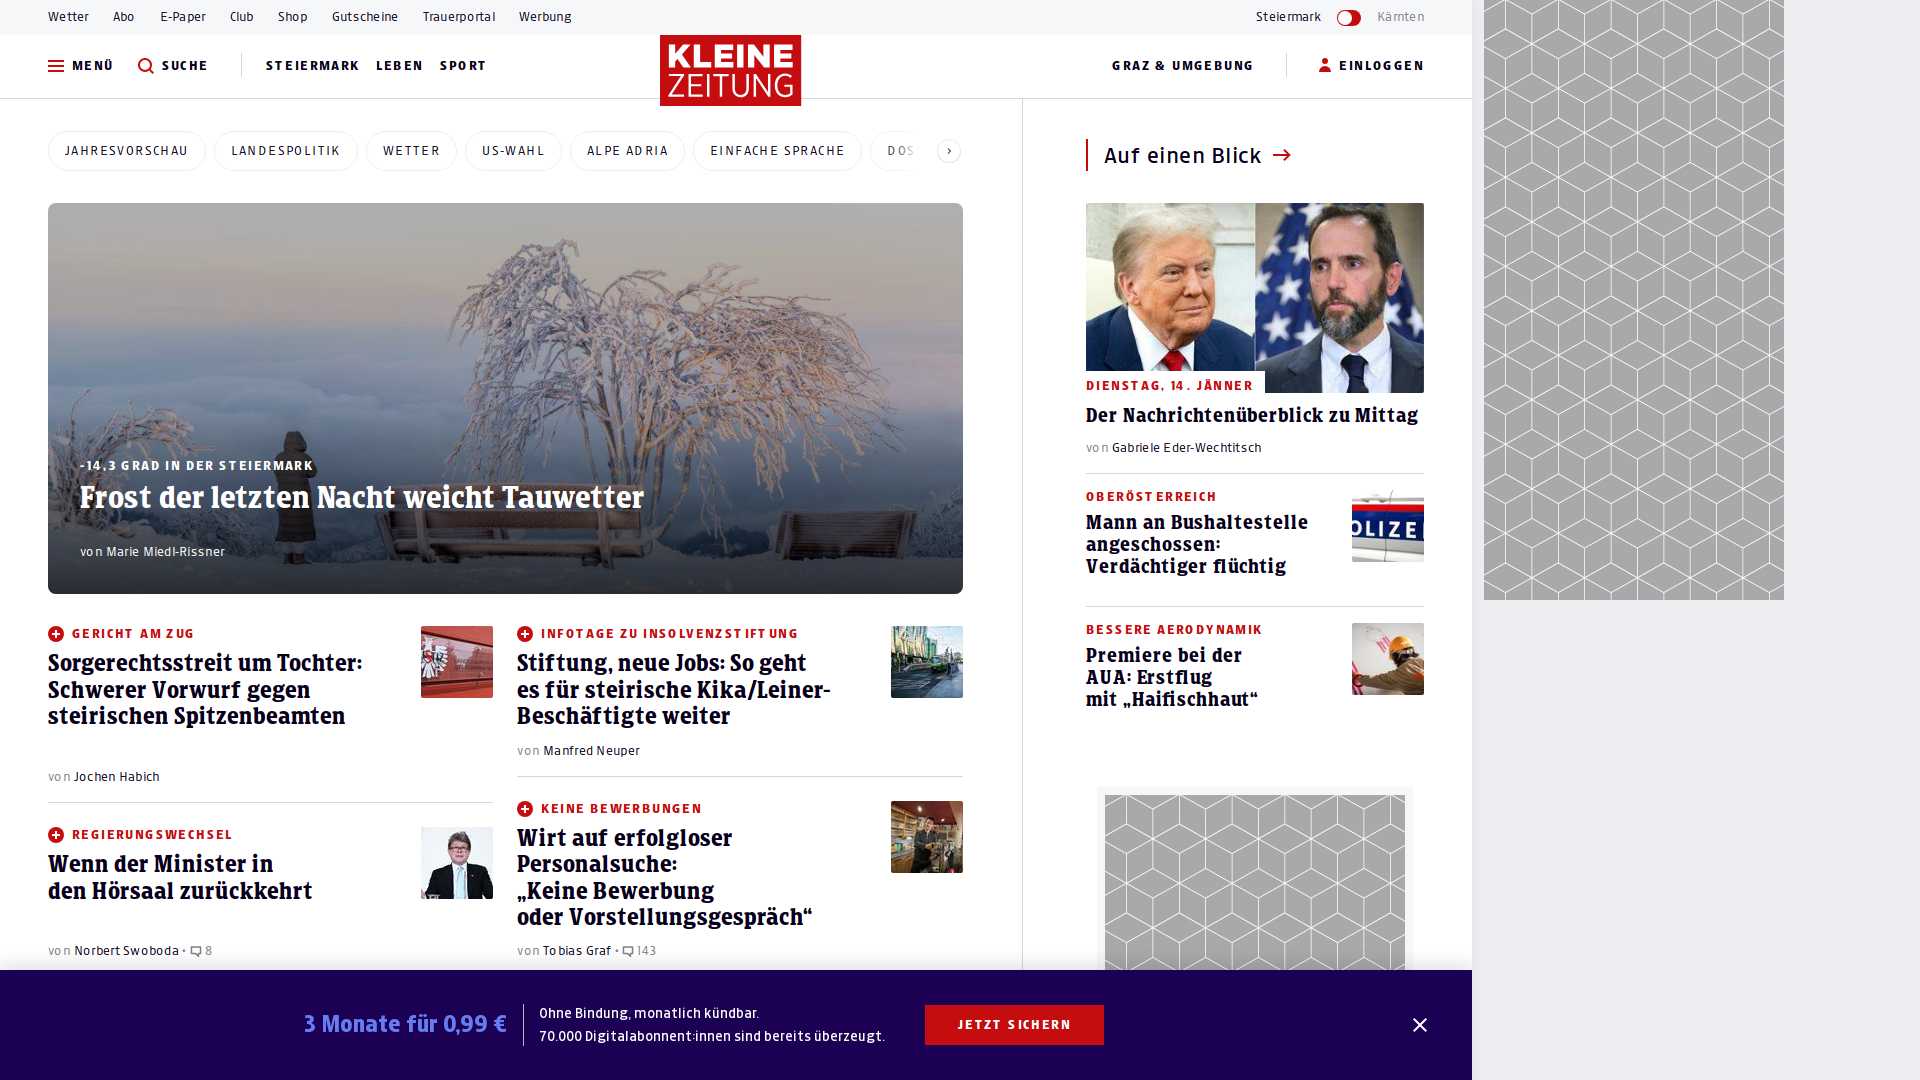 Wetter Abo E-Paper Club Shop Gutscheine Trauerportal Werbung Steiermark Kärnten
MENÜ SUCHE STEIERMARK LEBEN SPORT KLEINE ZEITUNG GRAZ & UMGEBUNG EINLOGGEN
JAHRESVORSCHAU LANDESPOLITIK WETTER US-WAHL ALPE ADRIA EINFACHE SPRACHE DOS
-14,3 GRAD IN DER STEIERMARK
Frost der letzten Nacht weicht Tauwetter
von Marie Miedl-Rissner
GERICHT AM ZUG
Sorgerechtsstreit um Tochter:
Schwerer Vorwurf gegen
steirischen Spitzenbeamten
von Jochen Habich
REGIERUNGSWECHSEL
Wenn der Minister in
den Hörsaal zurückkehrt
von Norbert Swoboda • 8
INFOTAGE ZU INSOLVENZSTIFTUNG
Stiftung, neue Jobs: So geht
es für steirische Kika/Leiner-
Beschäftigte weiter
von Manfred Neuper
KEINE BEWERBUNGEN
Wirt auf erfolgloser
Personalsuche:
„Keine Bewerbung
oder Vorstellungsgespräch“
von Tobias Graf • 143
Auf einen Blick
DIENSTAG, 14. JÄNNER
Der Nachrichtenüberblick zu Mittag
von Gabriele Eder-Wechtitsch
OBERÖSTERREICH
Mann an Bushaltestelle
angeschossen:
Verdächtiger flüchtig
OLIZEI
BESSERE AERODYNAMIK
Premiere bei der
AUA: Erstflug
mit „Haifischhaut“
3 Monate für 0,99 €
Ohne Bindung, monatlich kündbar.
70.000 Digitalabonnent:innen sind bereits überzeugt.
JETZT SICHERN